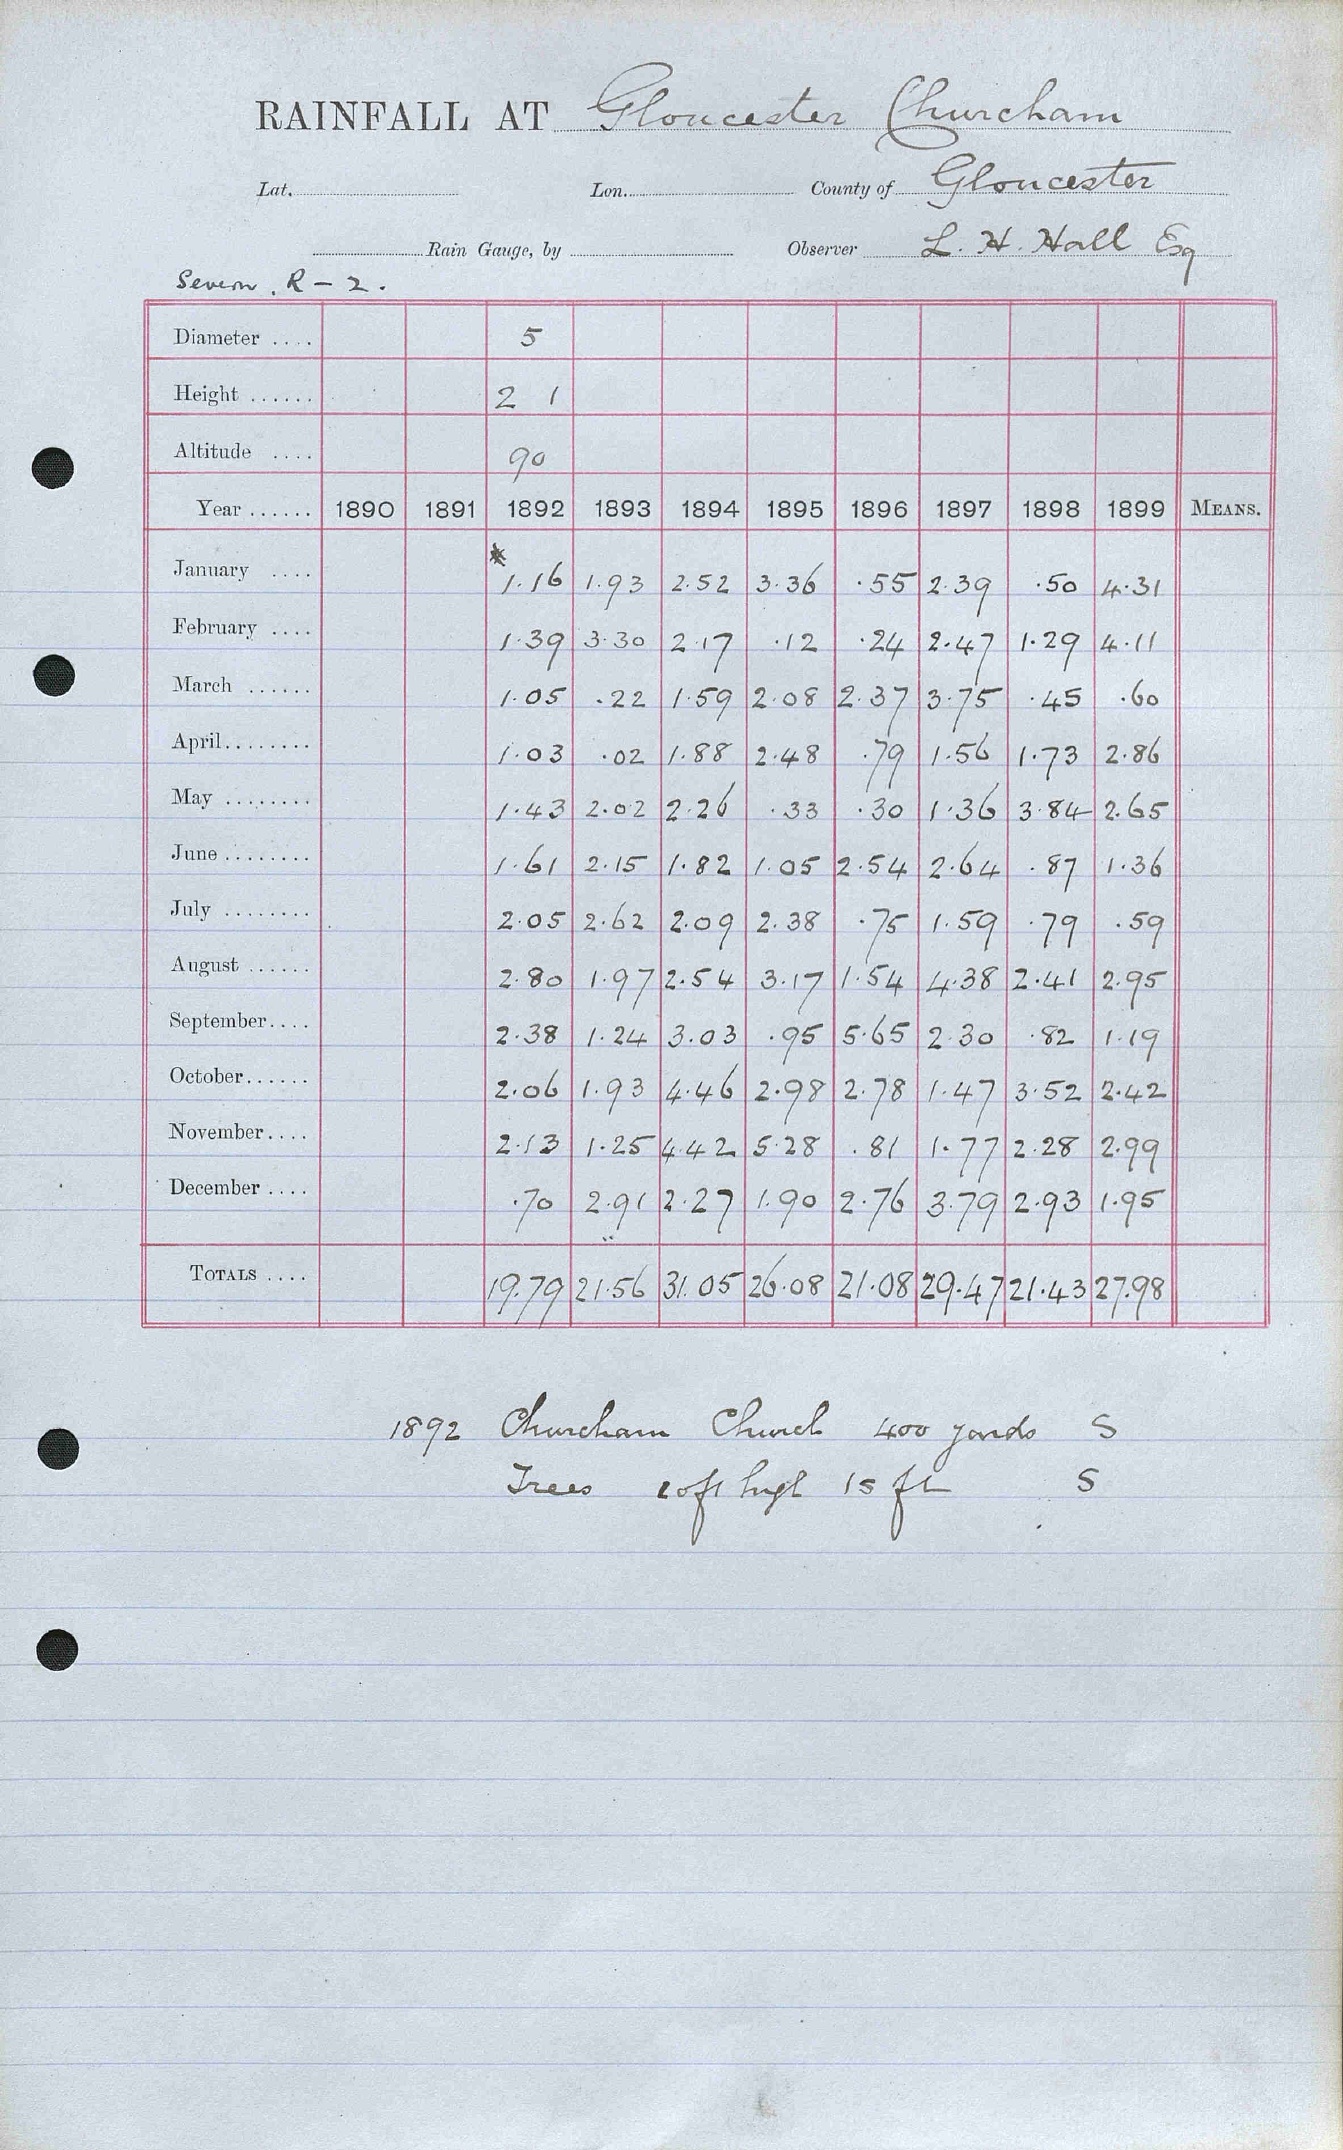 RAINFALL AT Gloucester Churcham
Lat. Lon. County of Gloucester
Rain Gauge, by Observer L. H. Hall Esq
Severn. R - 2.
Diameter .... 5
Height ...... 2 1
Altitude .... 90
Year ...... 1890 1891 1892 1893 1894 1895 1896 1897 1898 1899 MEANS.
January .... * 1.16 1.93 2.52 3.36 .55 2.39 .50 4.31
February .... 1.39 3.30 2.17 .12 .24 2.47 1.29 4.11
March ...... 1.05 .22 1.59 2.08 2.37 3.75 .45 .60
April........ 1.03 .02 1.88 2.48 .79 1.56 1.73 2.86
May ........ 1.43 2.02 2.26 .33 .30 1.36 3.84 2.65
June ........ 1.61 2.15 1.82 1.05 2.54 2.64 .87 1.36
July ........ 2.05 2.62 2.09 2.38 .75 1.59 .79 .59
August ...... 2.80 1.97 2.54 3.17 1.54 4.38 2.41 2.95
September.... 2.38 1.24 3.03 .95 5.65 2.30 .82 1.19
October...... 2.06 1.93 4.46 2.98 2.78 1.47 3.52 2.42
November.... 2.13 1.25 4.42 5.28 .81 1.77 2.28 2.99
December .... .70 2.91 2.27 1.90 2.76 3.79 2.93 1.95
TOTALS .... 19.79 21.56 31.05 26.08 21.08 29.47 21.43 27.98
1892 Churcham Church 400 yards S
Trees ft high 15 ft S